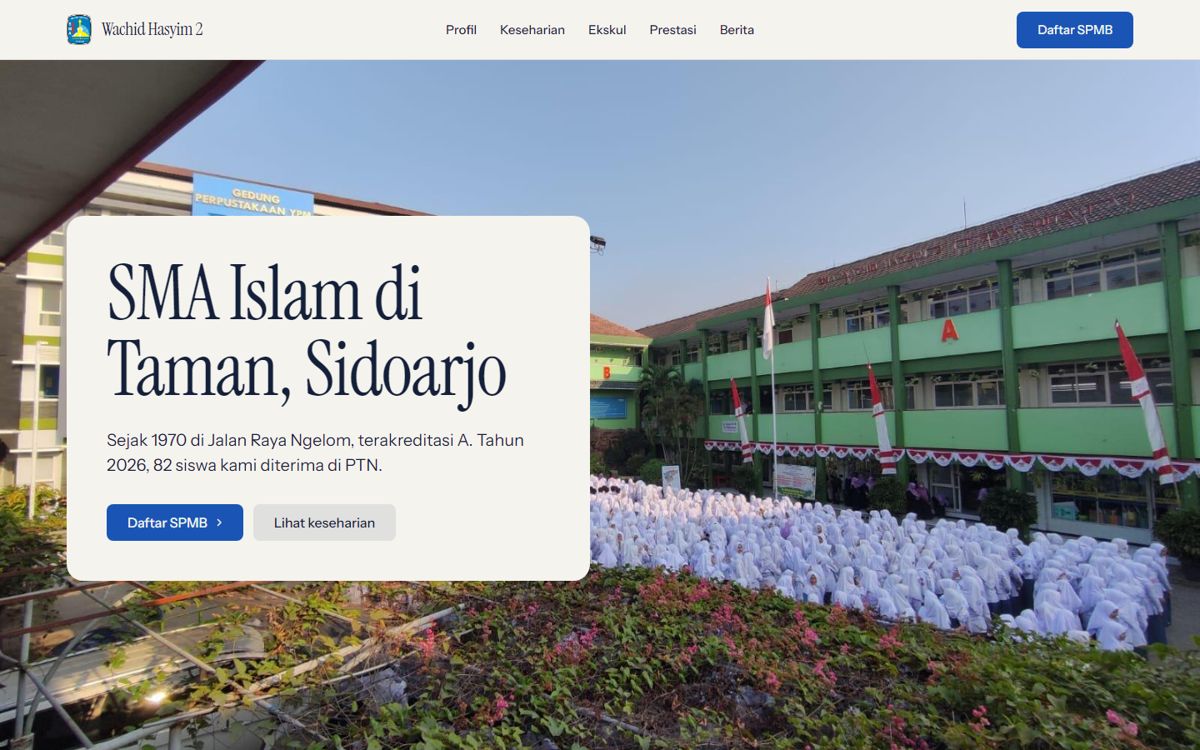 Wachid Hasyim 2
Profil
Keseharian
Ekskul
Prestasi
Berita
Daftar SPMB
GEDUNG
PERPUSTAKAAN YPM
SMA Islam di
Taman, Sidoarjo
Sejak 1970 di Jalan Raya Ngelom, terakreditasi A. Tahun
2026, 82 siswa kami diterima di PTN.
Daftar SPMB
Lihat keseharian
B
A